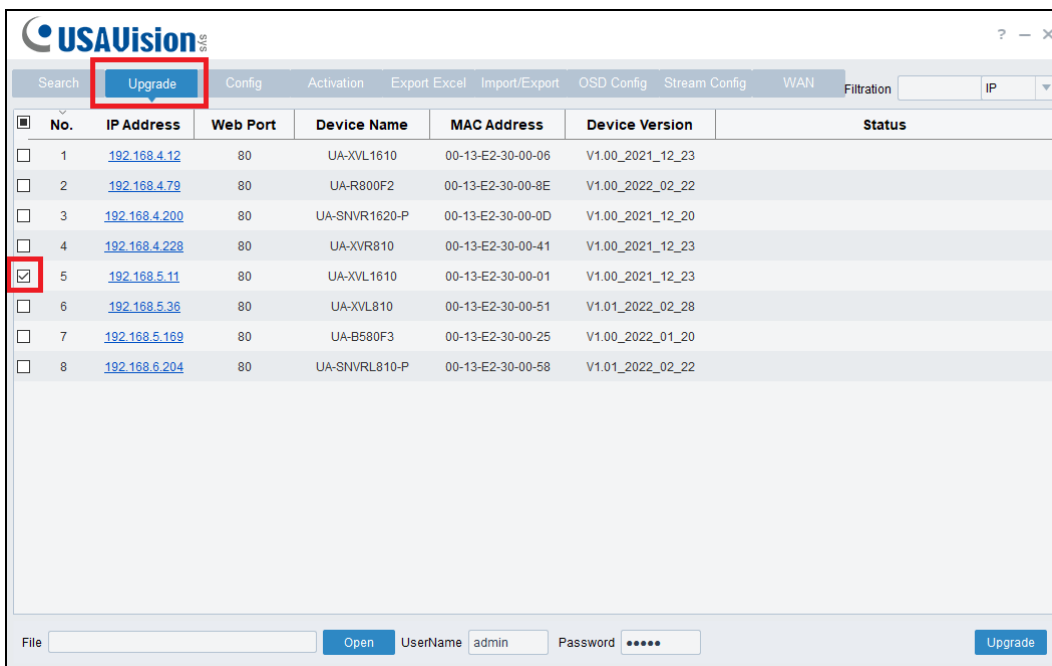 USAVision sys
? — X
Search Upgrade Config Activation Export Excel Import/Export OSD Config Stream Config WAN Filtration IP
No. IP Address Web Port Device Name MAC Address Device Version Status
1 192.168.4.12 80 UA-XVL1610 00-13-E2-30-00-06 V1.00_2021_12_23
2 192.168.4.79 80 UA-R800F2 00-13-E2-30-00-8E V1.00_2022_02_22
3 192.168.4.200 80 UA-SNVR1620-P 00-13-E2-30-00-0D V1.00_2021_12_20
4 192.168.4.228 80 UA-XVR810 00-13-E2-30-00-41 V1.00_2021_12_23
5 192.168.5.11 80 UA-XVL1610 00-13-E2-30-00-01 V1.00_2021_12_23
6 192.168.5.36 80 UA-XVL810 00-13-E2-30-00-51 V1.01_2022_02_28
7 192.168.5.169 80 UA-B580F3 00-13-E2-30-00-25 V1.00_2022_01_20
8 192.168.6.204 80 UA-SNVRL810-P 00-13-E2-30-00-58 V1.01_2022_02_22
File Open UserName admin Password ●●●●● Upgrade